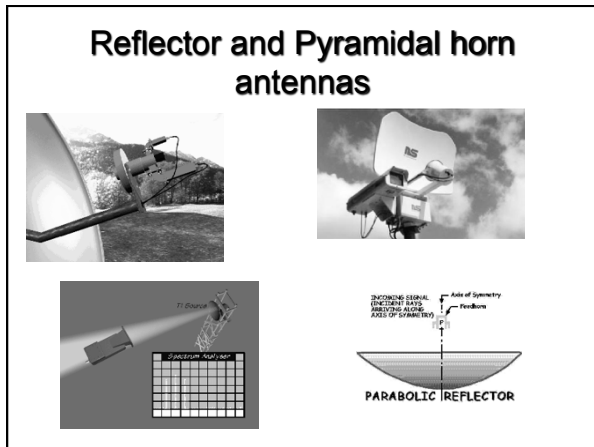 Reflector and Pyramidal horn
antennas
TI Source
Spectrum Analyser
INCOMING SIGNAL
(INCIDENT RAYS
ARRIVING ALONG
AXIS OF SYMMETRY)
Axis of Symmetry
Feedhorn
F
PARABOLIC REFLECTOR